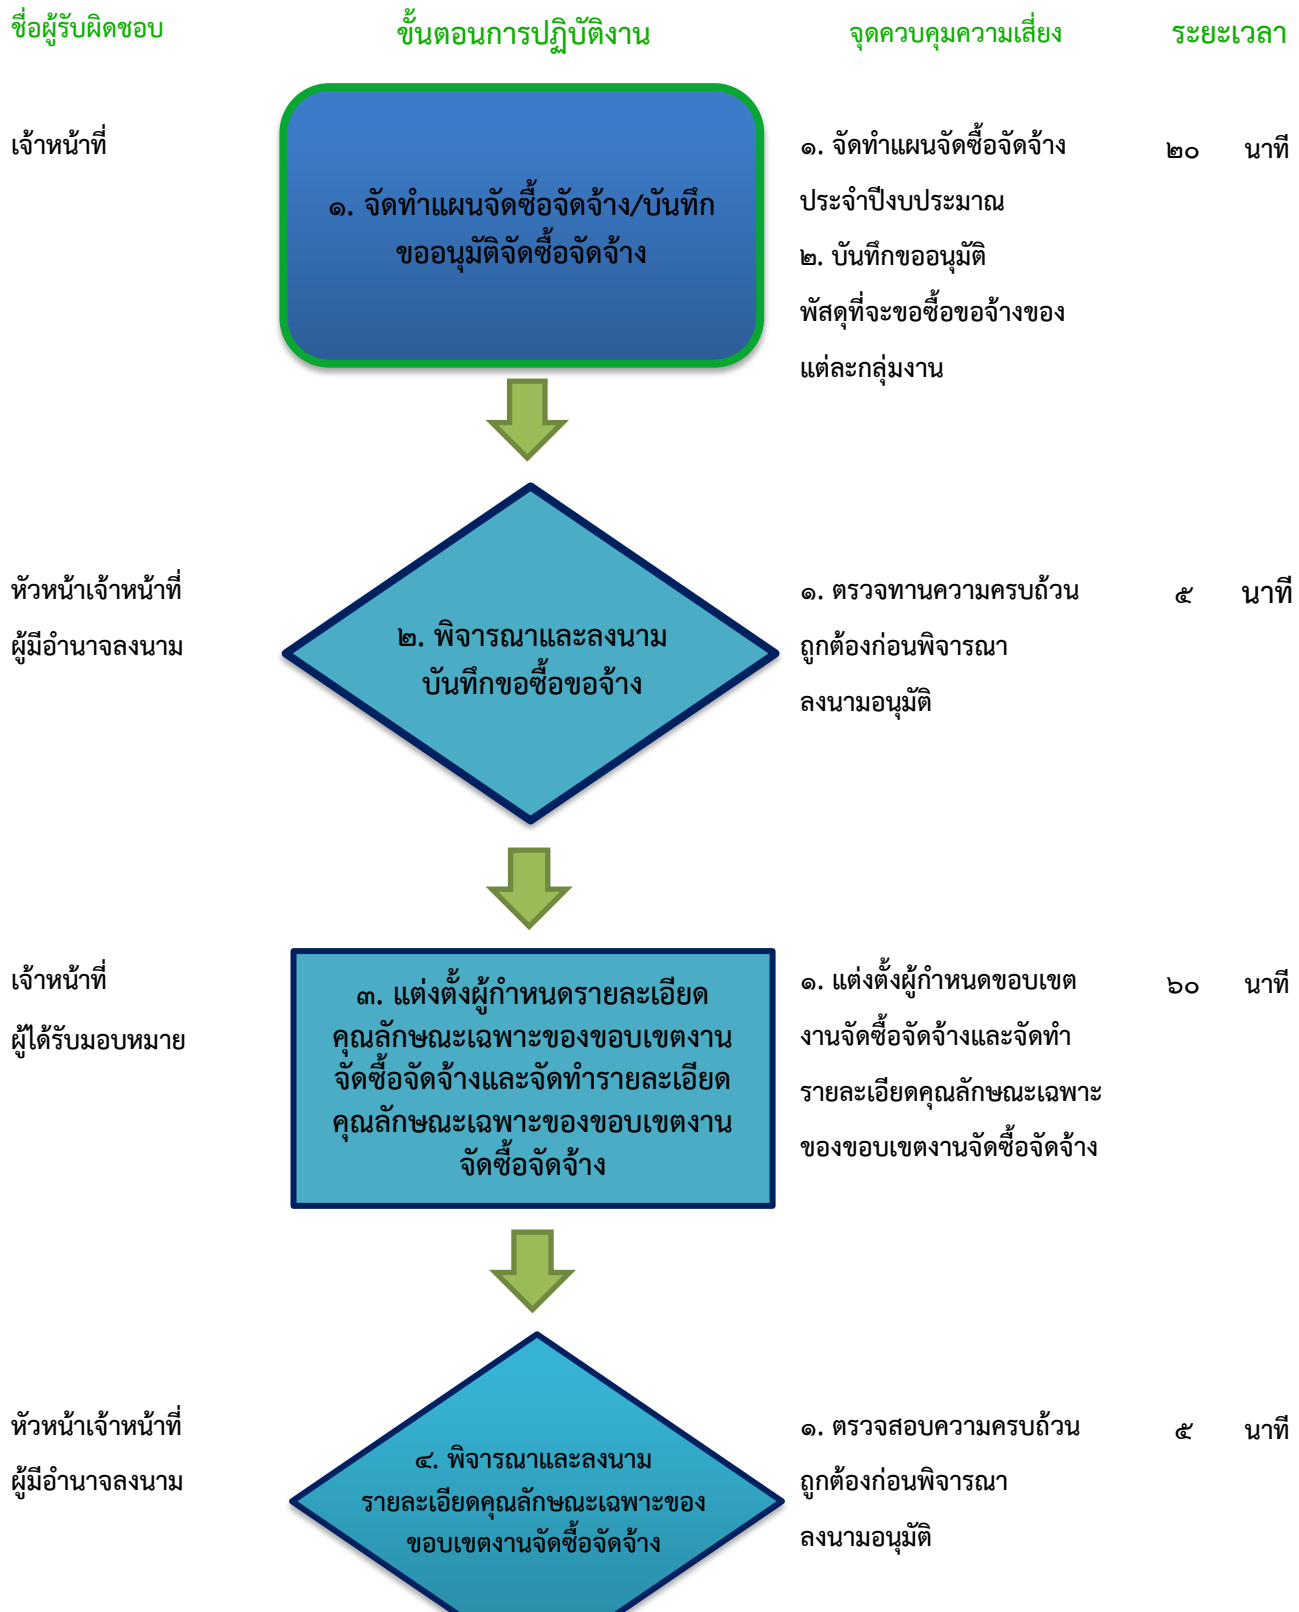 ชื่อผู้รับผิดชอบ ขั้นตอนการปฏิบัติงาน จุดควบคุมความเสี่ยง ระยะเวลา
เจ้าหน้าที่
๑. จัดทำแผนจัดซื้อจัดจ้าง/บันทึก
ขออนุมัติจัดซื้อจัดจ้าง
๑. จัดทำแผนจัดซื้อจัดจ้าง
ประจำปีงบประมาณ
๒. บันทึกขออนุมัติ
พัสดุที่จะขอซื้อขอจ้างของ
แต่ละกลุ่มงาน
๒๐ นาที
หัวหน้าเจ้าหน้าที่
ผู้มีอำนาจลงนาม
๒. พิจารณาและลงนาม
บันทึกขอซื้อขอจ้าง
๑. ตรวจทานความครบถ้วน
ถูกต้องก่อนพิจารณา
ลงนามอนุมัติ
๕ นาที
เจ้าหน้าที่
ผู้ได้รับมอบหมาย
๓. แต่งตั้งผู้กำหนดรายละเอียด
คุณลักษณะเฉพาะของขอบเขตงาน
จัดซื้อจัดจ้างและจัดทำรายละเอียด
คุณลักษณะเฉพาะของขอบเขตงาน
จัดซื้อจัดจ้าง
๑. แต่งตั้งผู้กำหนดขอบเขต
งานจัดซื้อจัดจ้างและจัดทำ
รายละเอียดคุณลักษณะเฉพาะ
ของขอบเขตงานจัดซื้อจัดจ้าง
๖๐ นาที
หัวหน้าเจ้าหน้าที่
ผู้มีอำนาจลงนาม
๔. พิจารณาและลงนาม
รายละเอียดคุณลักษณะเฉพาะของ
ขอบเขตงานจัดซื้อจัดจ้าง
๑. ตรวจสอบความครบถ้วน
ถูกต้องก่อนพิจารณา
ลงนามอนุมัติ
๕ นาที